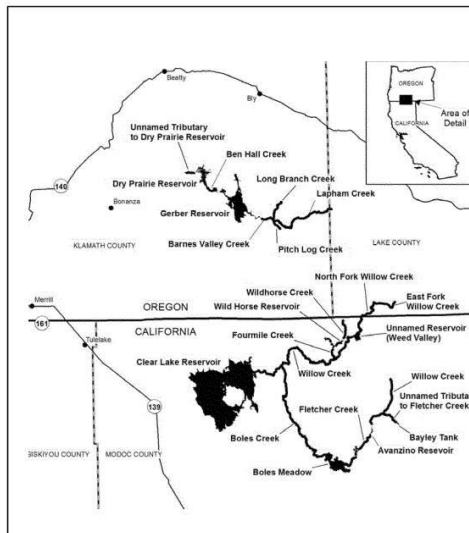 OREGON
Area of
Detail
CALIFORNIA
Beatty
Bly
Unnamed Tributary
to Dry Prairie Reservoir
Ben Hall Creek
Long Branch Creek
Dry Prairie Reservoir
Lapham Creek
140
Bonanza
Gerber Reservoir
Barnes Valley Creek
Pitch Log Creek
KLAMATH COUNTY
LAKE COUNTY
North Fork Willow Creek
Merrill
Wildhorse Creek
Wild Horse Reservoir
East Fork
Willow Creek
OREGON
161
CALIFORNIA
Unnamed Reservoir
(Weed Valley)
Tulelake
Fourmile Creek
Clear Lake Reservoir
Willow Creek
Willow Creek
Unnamed Tributa
to Fletcher Creek
Fletcher Creek
139
Boles Creek
Bayley Tank
Avanzino Resevoir
SISKIYOU COUNTY
MODOC COUNTY
Boles Meadow